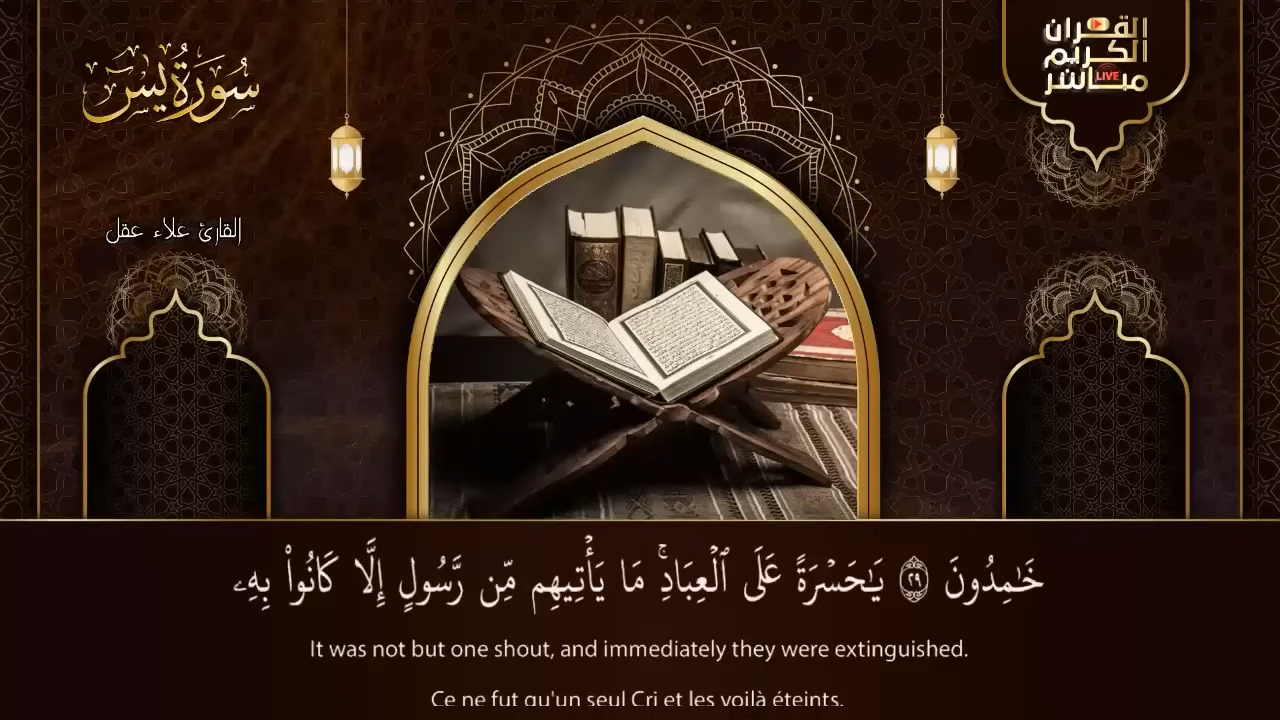 سُورَةُ يس
القرآن
الكريم
مباشر
LIVE
القارئ علاء عقل
خَـٰمِدُونَ ٢٩ يَـٰحَسْرَةً عَلَى ٱلْعِبَادِ ۚ مَا يَأْتِيهِم مِّن رَّسُولٍ إِلَّا كَانُوا۟ بِهِۦ
It was not but one shout, and immediately they were extinguished.
Ce ne fut qu'un seul Cri et les voilà éteints.